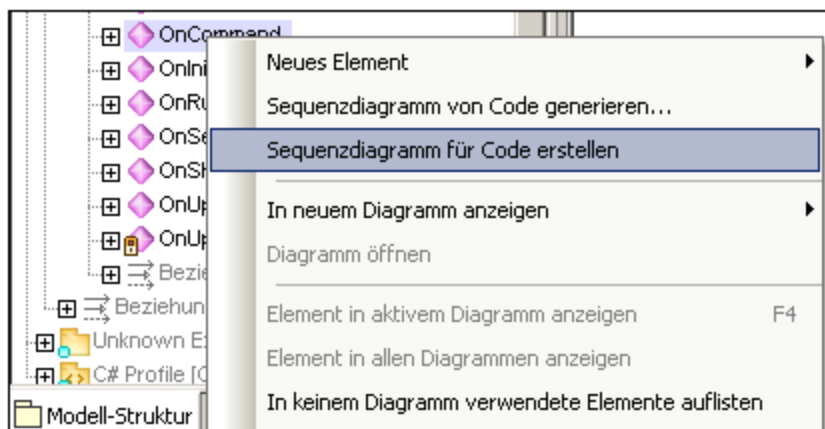 OnCommand
Neues Element
Sequenzdiagramm von Code generieren...
Sequenzdiagramm für Code erstellen
In neuem Diagramm anzeigen
Diagramm öffnen
Element in aktivem Diagramm anzeigen F4
Element in allen Diagrammen anzeigen
In keinem Diagramm verwendete Elemente auflisten
OnIni
OnRu
OnSe
OnSh
OnUp
OnUp
Bezie
Beziehun
Unknown E
C# Profile [C
Modell-Struktur